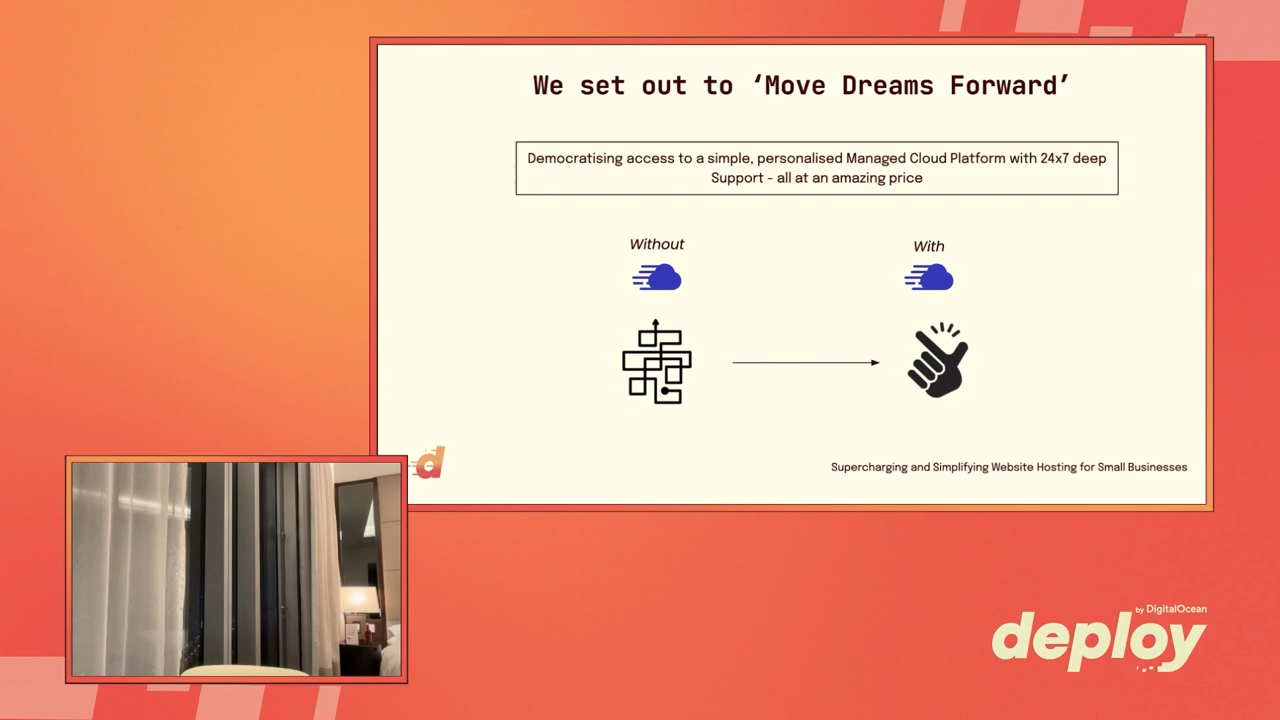 We set out to ‘Move Dreams Forward’
Democratising access to a simple, personalised Managed Cloud Platform with 24x7 deep
Support - all at an amazing price
Without
With
d
Supercharging and Simplifying Website Hosting for Small Businesses
by DigitalOcean
deploy